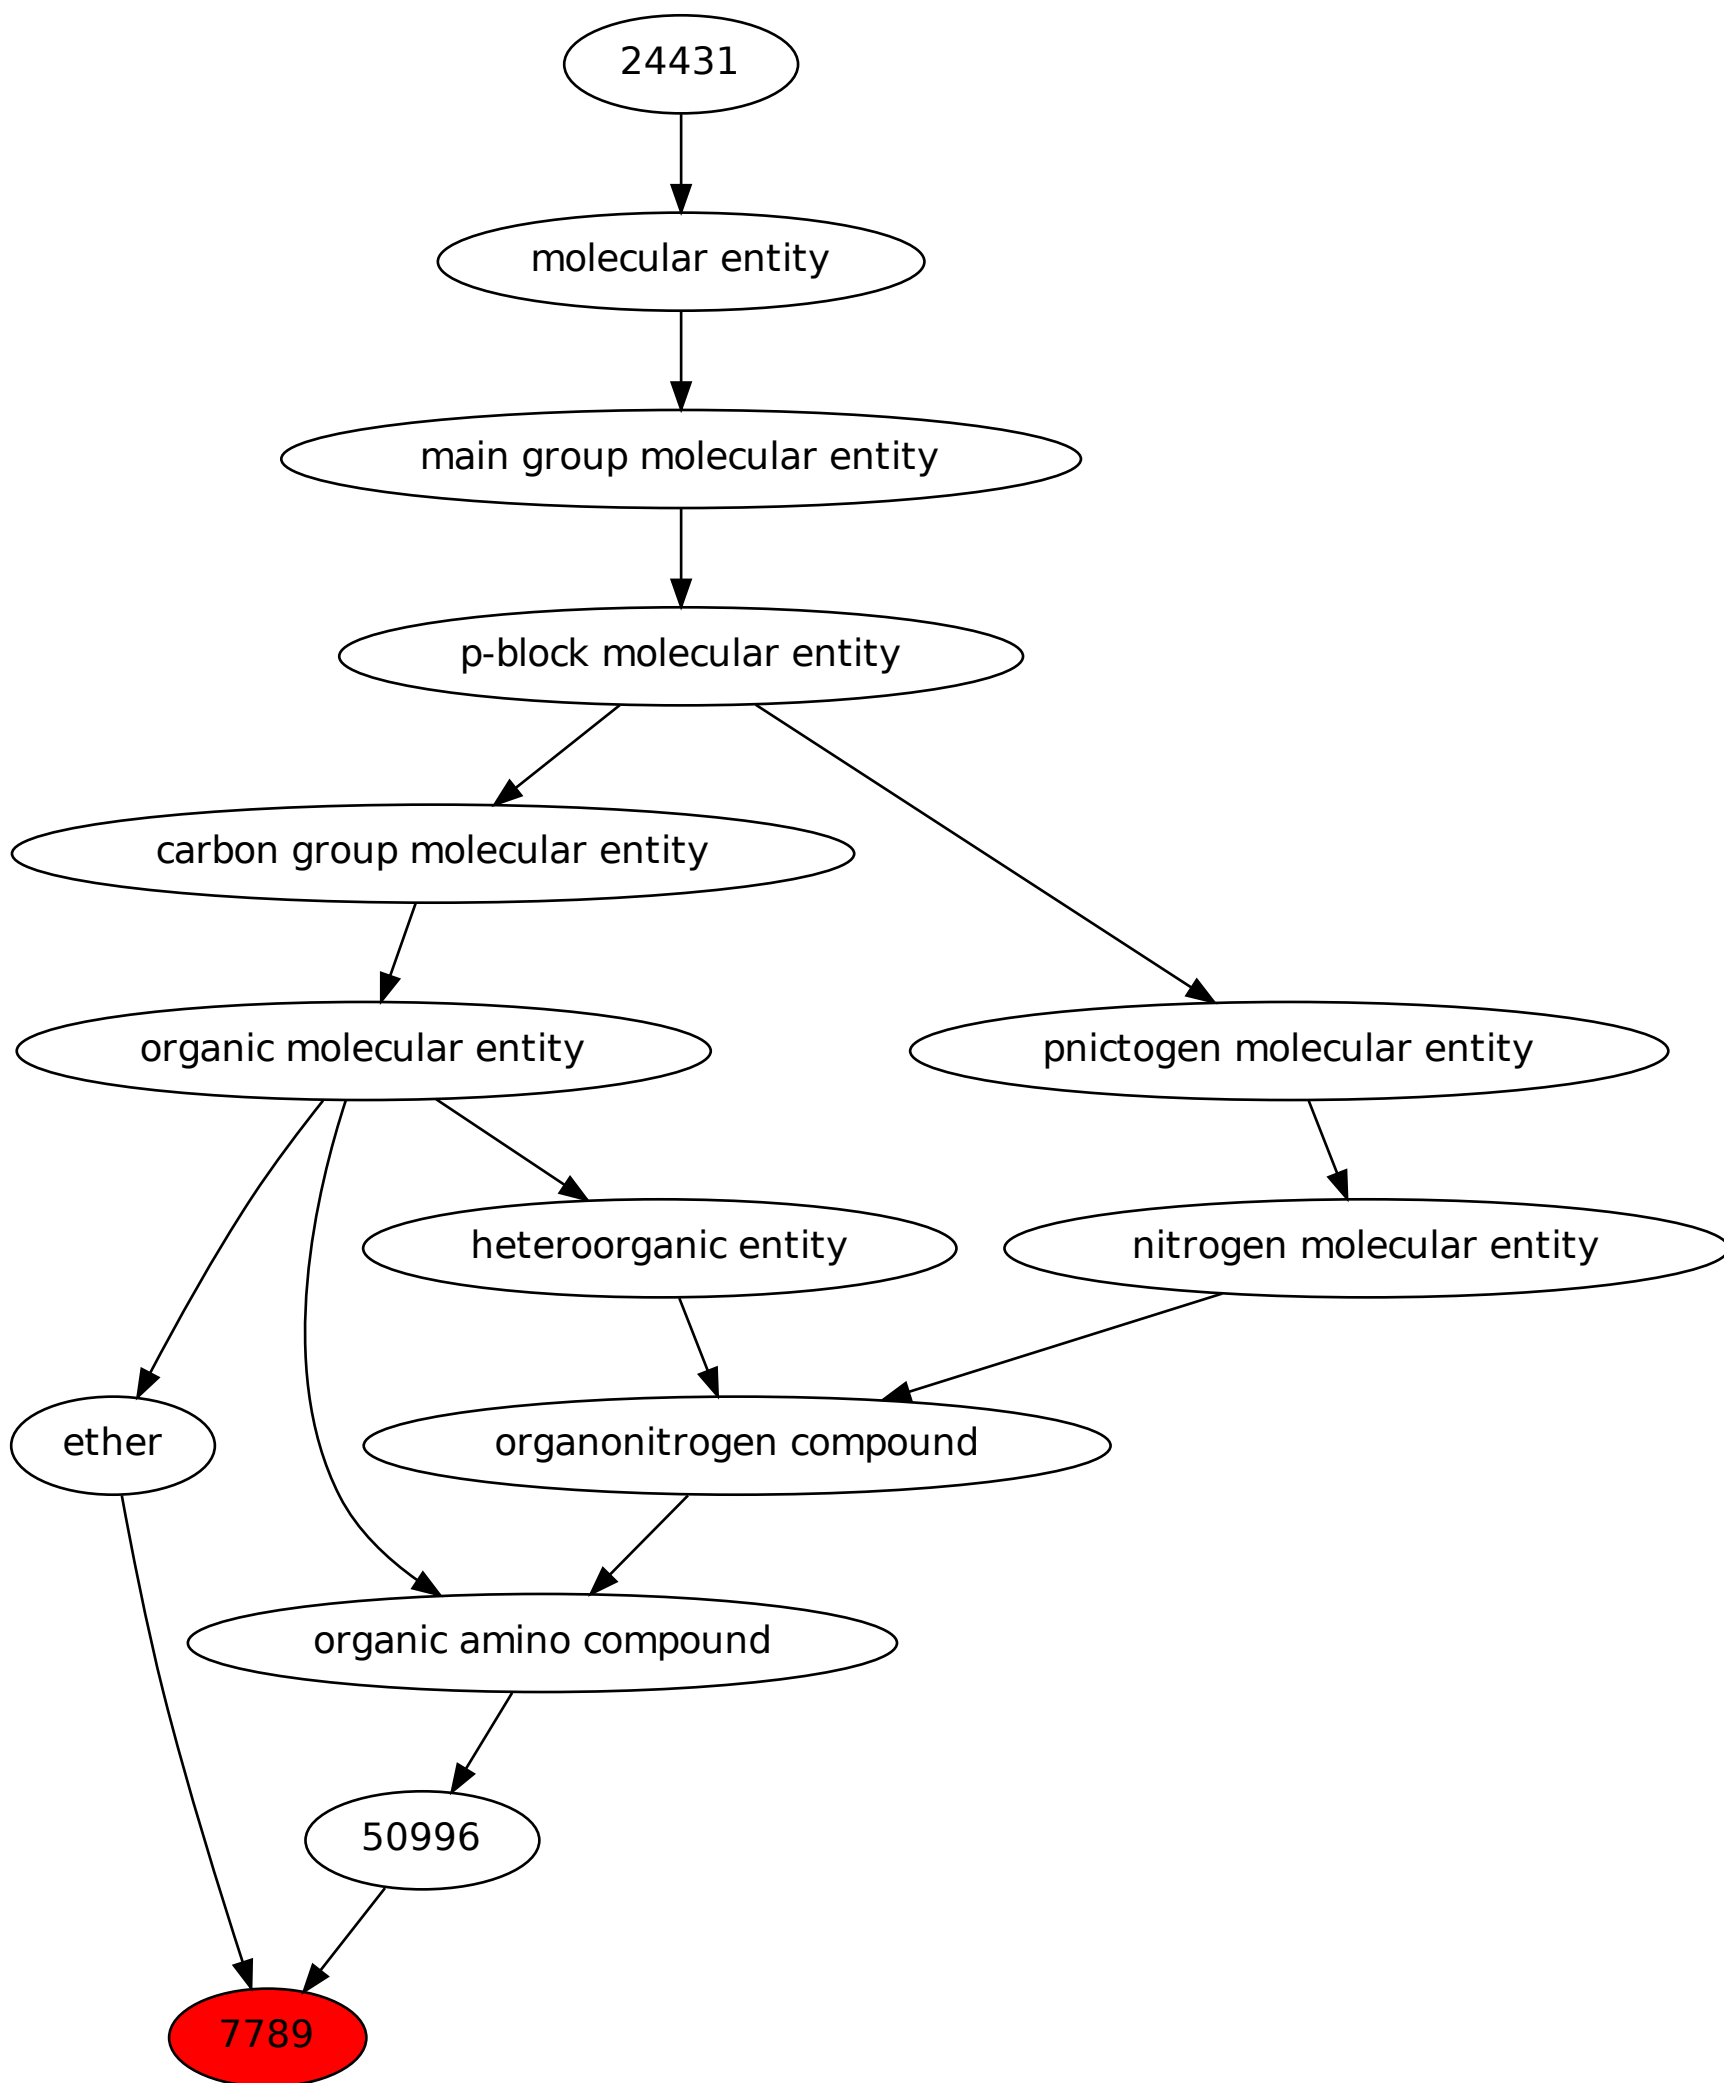 24431
molecular entity
main group molecular entity
p-block molecular entity
carbon group molecular entity
organic molecular entity
pnictogen molecular entity
heteroorganic entity
nitrogen molecular entity
ether
organonitrogen compound
organic amino compound
50996
7789